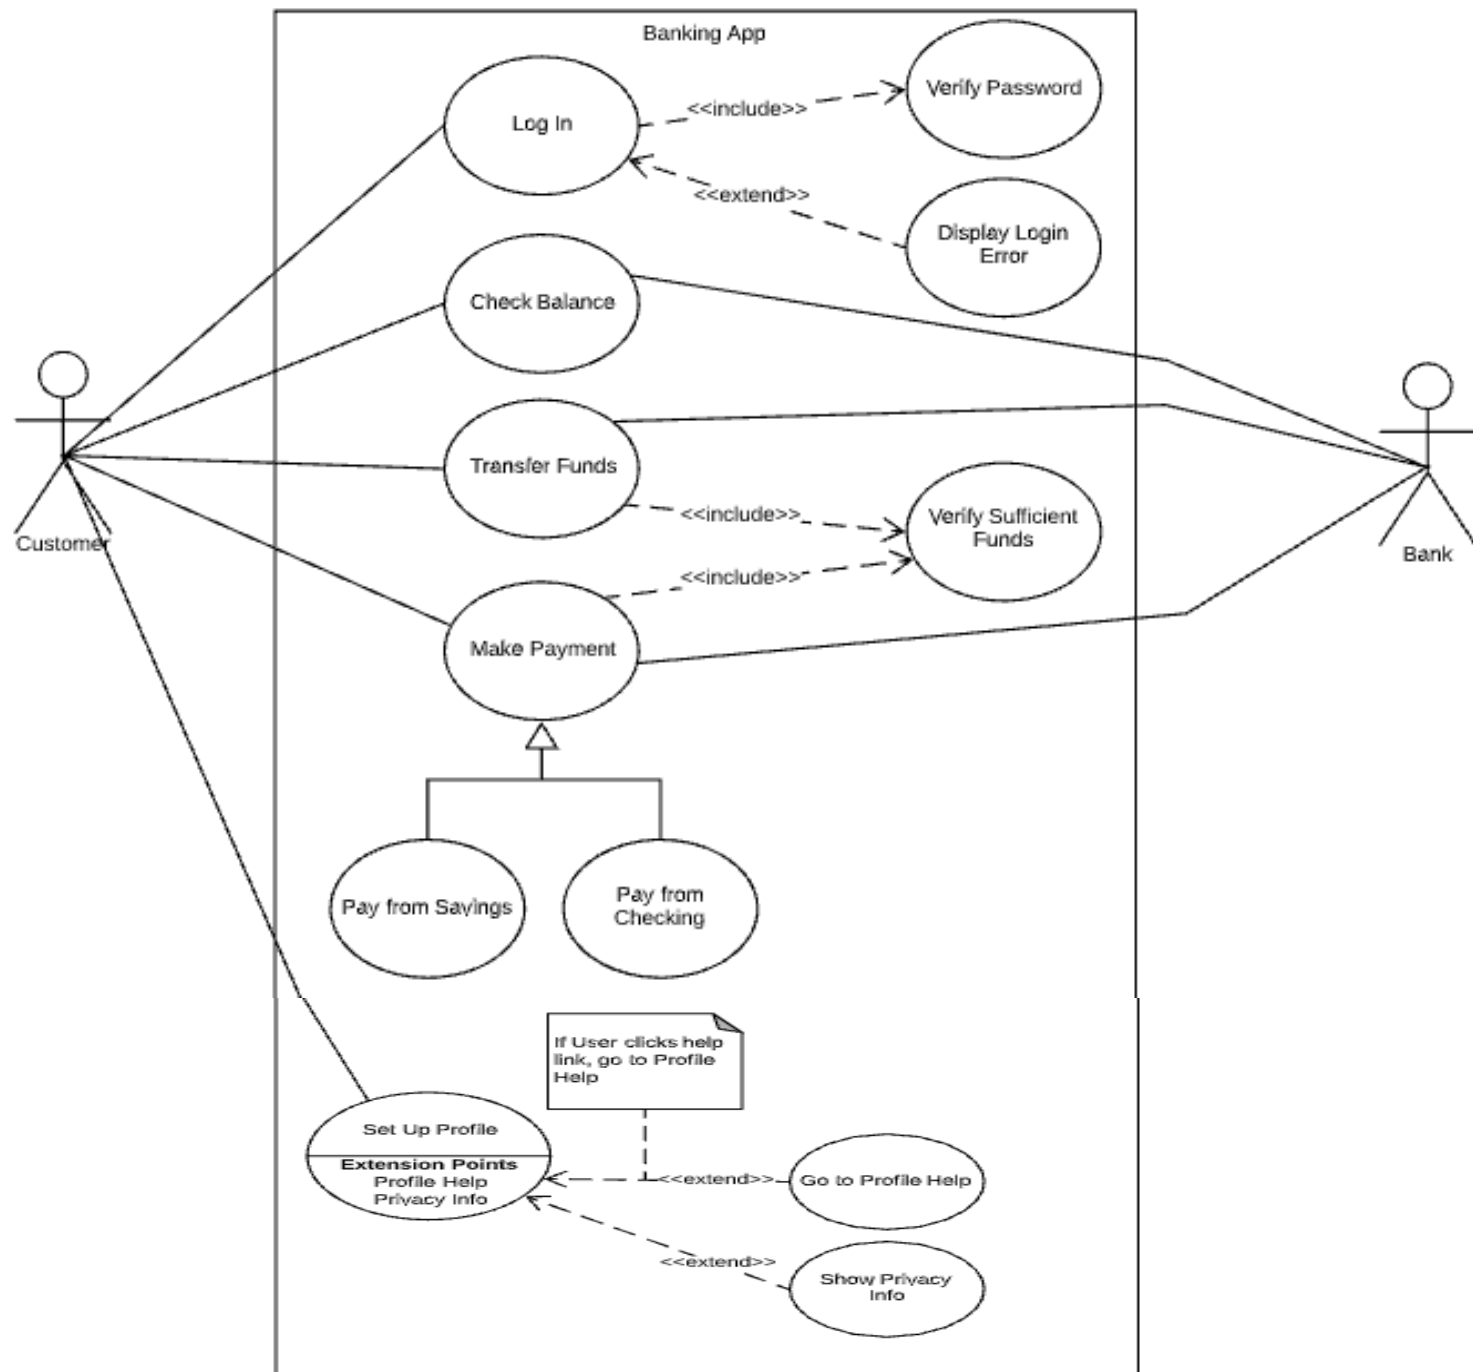 Banking App
Log In
<<include>>
Verify Password
<<extend>>
Display Login
Error
Check Balance
Customer
Transfer Funds
<<include>>
Verify Sufficient
Funds
<<include>>
Bank
Make Payment
Pay from Savings
Pay from
Checking
If User clicks help
link, go to Profile
Help
Set Up Profile
Extension Points
Profile Help
Privacy Info
<<extend>>
Go to Profile Help
<<extend>>
Show Privacy
Info